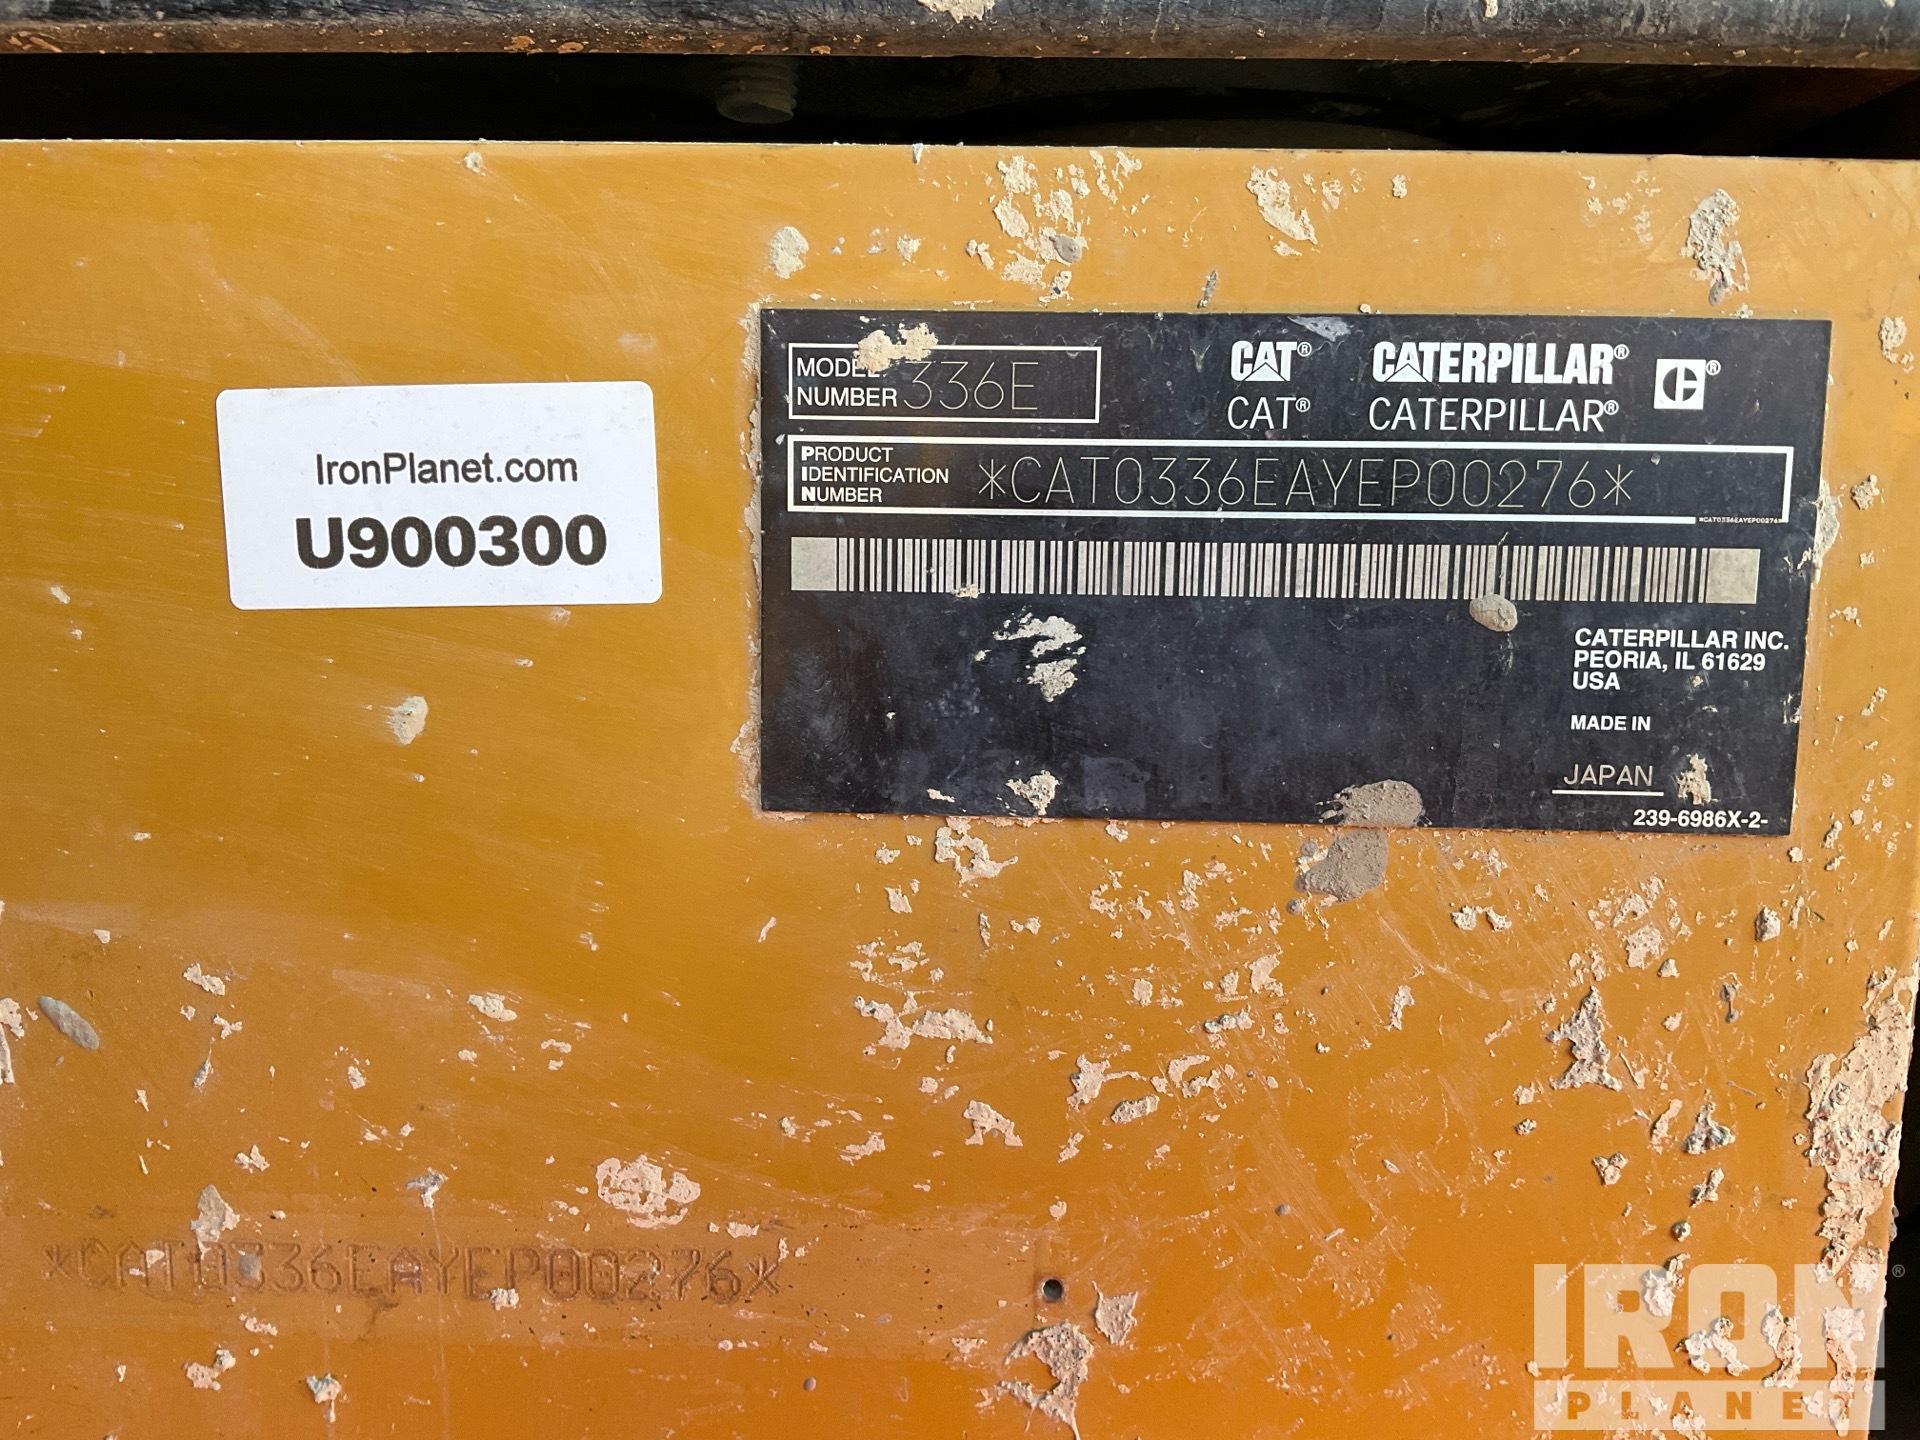 IronPlanet.com
U900300
MODEL NUMBER 336E
CAT® CATERPILLAR® C®
CAT® CATERPILLAR®
PRODUCT
IDENTIFICATION
NUMBER
*CAT0336EAYEP00276*
*CAT0336EAYEP00276*
CATERPILLAR INC.
PEORIA, IL 61629
USA
MADE IN
JAPAN
239-6986X-2-
*CAT0336EAYEP00276*
IRON®
PLANET